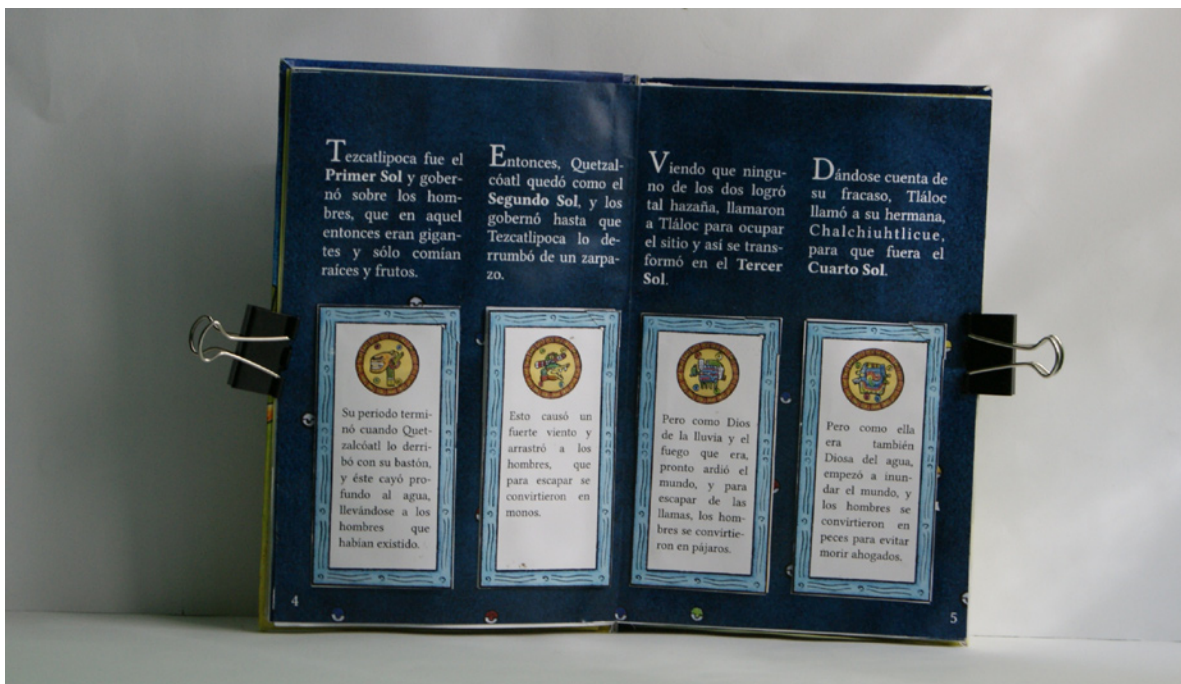 Tezcatlipoca fue el
Primer Sol y gober-
nó sobre los hom-
bres, que en aquel
entonces eran gigan-
tes y sólo comían
raíces y frutos.
Su período termi-
nó cuando Quet-
zalcóatl lo derri-
bó con su bastón,
y éste cayó pro-
fundo al agua,
llevándose a los
hombres que
habían existido.
4
Entonces, Quetzal-
cóatl quedó como el
Segundo Sol, y los
gobernó hasta que
Tezcatlipoca lo de-
rrumbó de un zarpa-
zo.
Esto causó un
fuerte viento y
arrastró a los
hombres, que
para escapar se
convirtieron en
monos.
Viendo que ningu-
no de los dos logró
tal hazaña, llamaron
a Tláloc para ocupar
el sitio y así se trans-
formó en el Tercer
Sol.
Pero como Dios
de la lluvia y el
fuego que era,
pronto ardió el
mundo, y para
escapar de las
llamas, los hom-
bres se convirtie-
ron en pájaros.
Dándose cuenta de
su fracaso, Tláloc
llamó a su hermana,
Chalchiuhtlicue,
para que fuera el
Cuarto Sol.
Pero como ella
era también
Diosa del agua,
empezó a inun-
dar el mundo, y
los hombres se
convirtieron en
peces para evitar
morir ahogados.
5